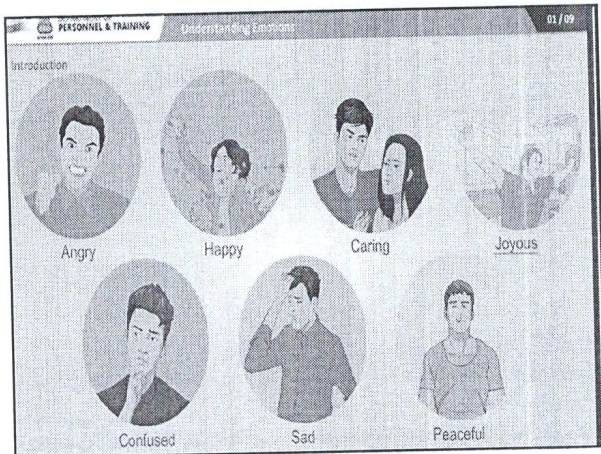 PERSONNEL & TRAINING
Understanding Emotions
01 / 09
Introduction
Angry
Happy
Caring
Joyous
Confused
Sad
Peaceful